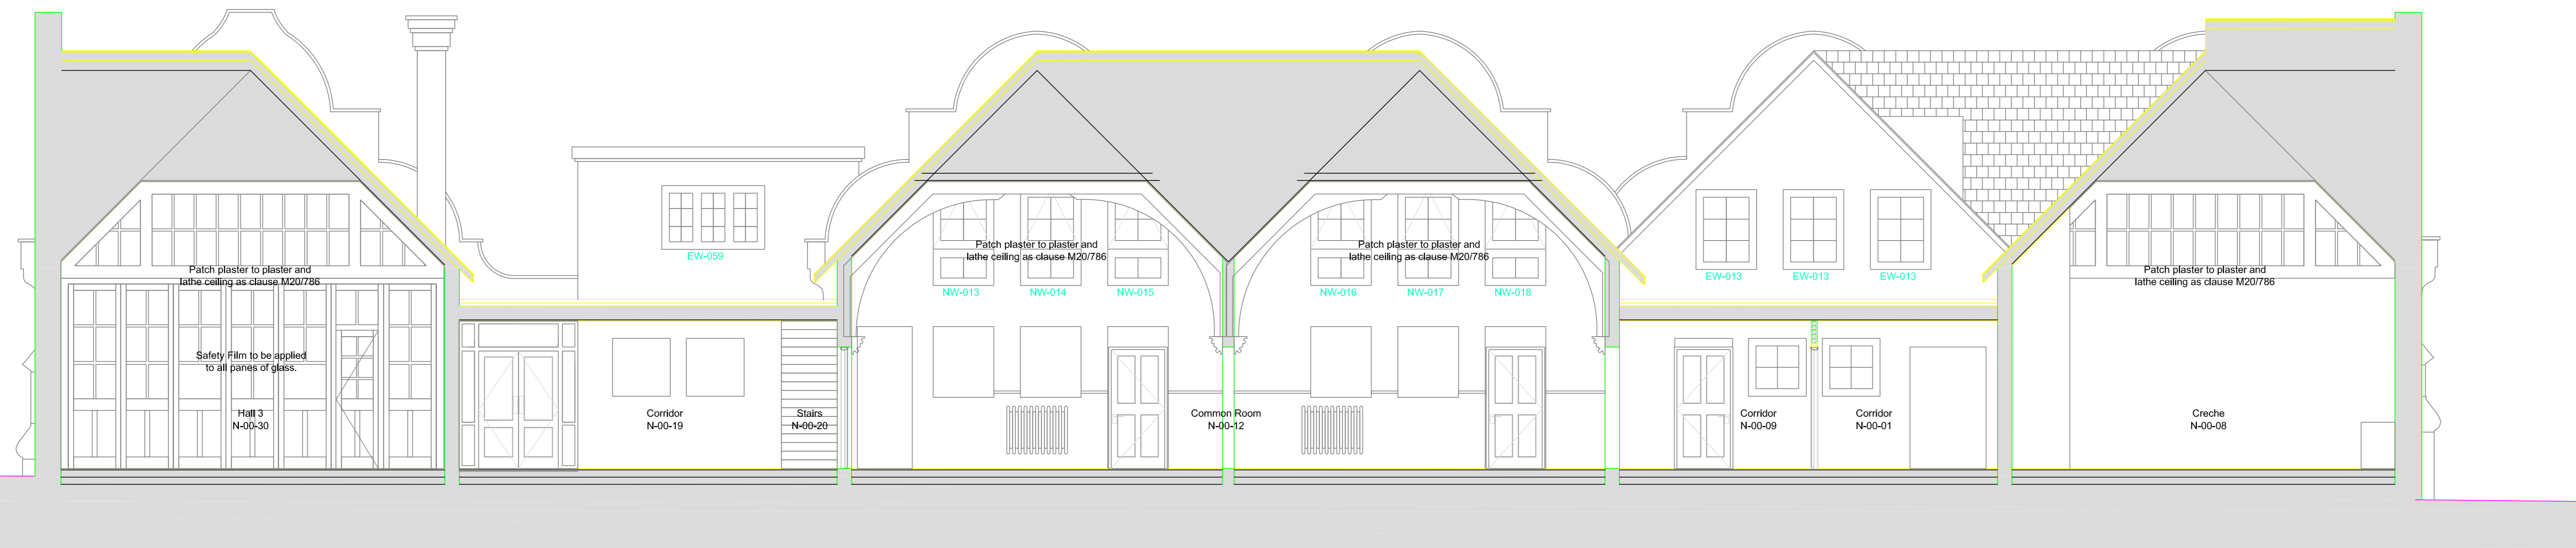 Patch plaster to plaster and
lathe ceiling as clause M20/786
Safety Film to be applied
to all panes of glass.
Hall 3
N-00-30
EW-059
Corridor
N-00-19
Stairs
N-00-20
Patch plaster to plaster and
lathe ceiling as clause M20/786
NW-013
NW-014
NW-015
Common Room
N-00-12
Patch plaster to plaster and
lathe ceiling as clause M20/786
NW-016
NW-017
NW-018
EW-013
EW-013
EW-013
Corridor
N-00-09
Corridor
N-00-01
Patch plaster to plaster and
lathe ceiling as clause M20/786
Creche
N-00-08